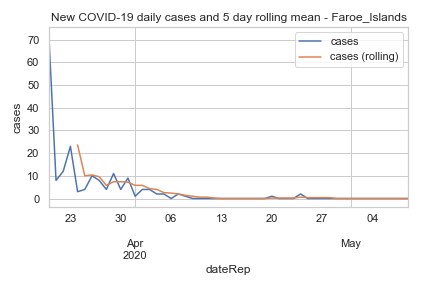 New COVID-19 daily cases and 5 day rolling mean - Faroe_Islands
cases
cases (rolling)
70
60
50
40
30
20
10
0
cases
23
30
06
13
20
27
04
Apr
2020
May
dateRep